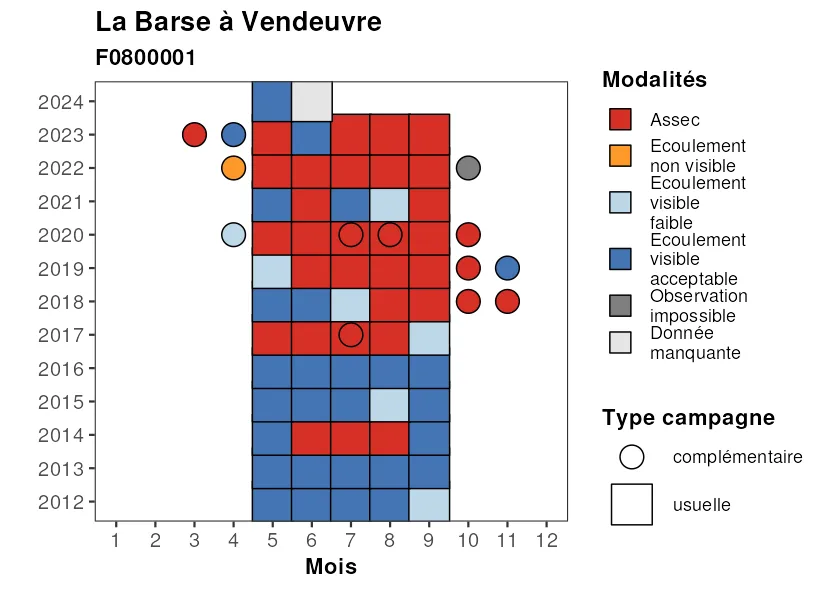 La Barse à Vendeuvre
F0800001
2024
2023
2022
2021
2020
2019
2018
2017
2016
2015
2014
2013
2012
1 2 3 4 5 6 7 8 9 10 11 12
Mois
Modalités
Assec
Ecoulement
non visible
Ecoulement
visible
faible
Ecoulement
visible
acceptable
Observation
impossible
Donnée
manquante
Type campagne
complémentaire
usuelle